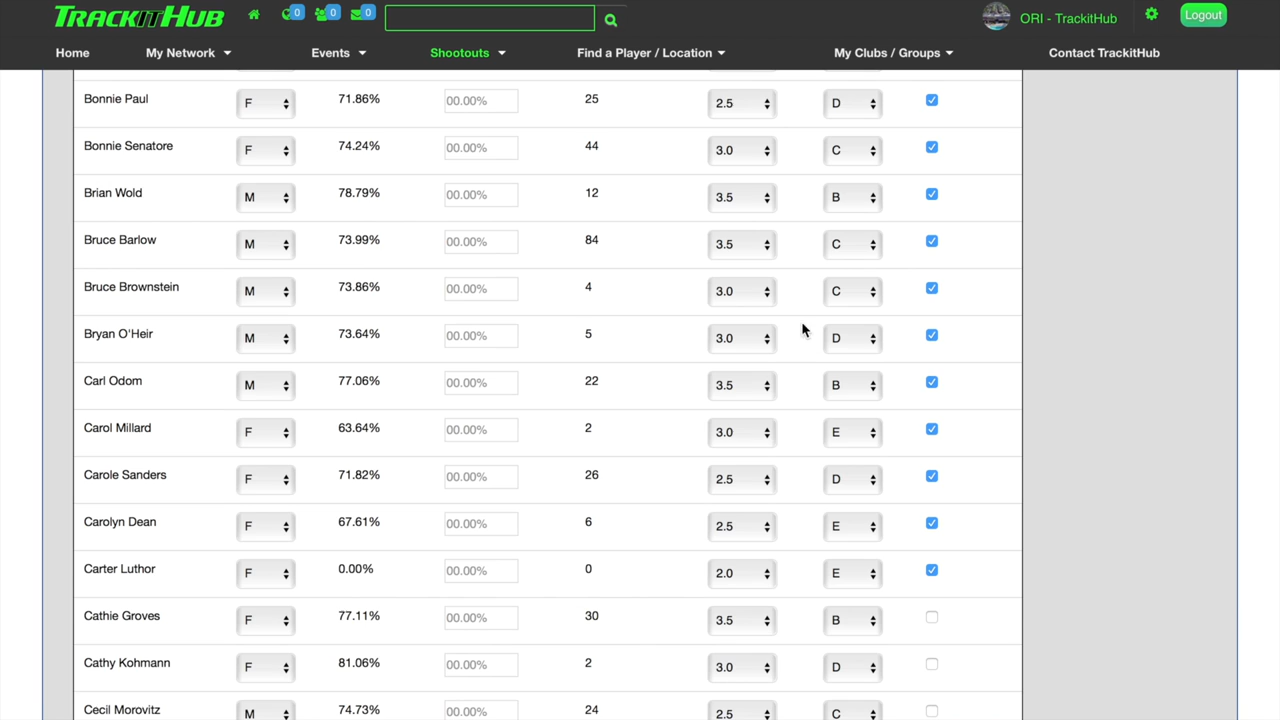 TRACKITHUB 0 0 0 ORI - TrackitHub Logout
Home My Network Events Shootouts Find a Player / Location My Clubs / Groups Contact TrackitHub
Bonnie Paul F 71.86% 00.00% 25 2.5 D
Bonnie Senatore F 74.24% 00.00% 44 3.0 C
Brian Wold M 78.79% 00.00% 12 3.5 B
Bruce Barlow M 73.99% 00.00% 84 3.5 C
Bruce Brownstein M 73.86% 00.00% 4 3.0 C
Bryan O'Heir M 73.64% 00.00% 5 3.0 D
Carl Odom M 77.06% 00.00% 22 3.5 B
Carol Millard F 63.64% 00.00% 2 3.0 E
Carole Sanders F 71.82% 00.00% 26 2.5 D
Carolyn Dean F 67.61% 00.00% 6 2.5 E
Carter Luthor F 0.00% 00.00% 0 2.0 E
Cathie Groves F 77.11% 00.00% 30 3.5 B
Cathy Kohmann F 81.06% 00.00% 2 3.0 D
Cecil Morovitz M 74.73% 00.00% 24 2.5 C